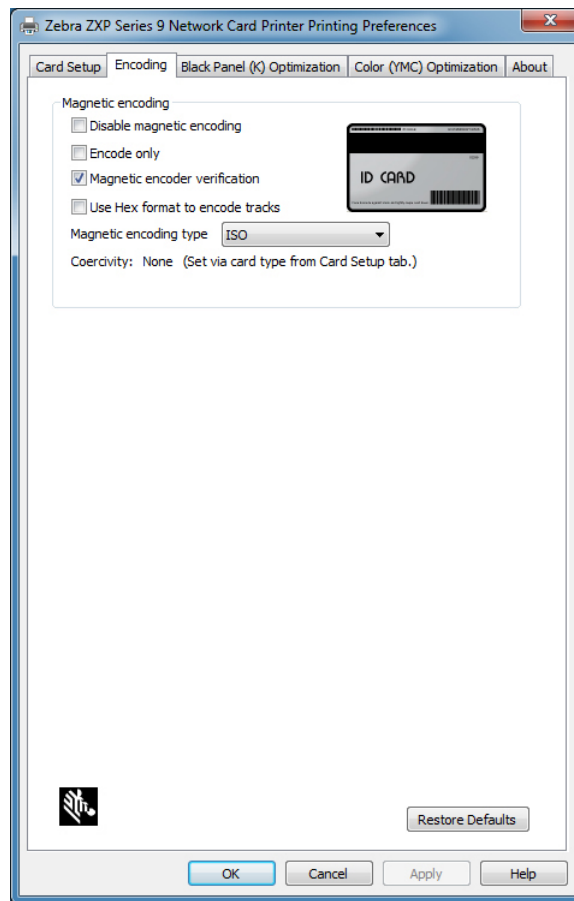 Zebra ZXP Series 9 Network Card Printer Printing Preferences
Card Setup Encoding Black Panel (K) Optimization Color (YMC) Optimization About
Magnetic encoding
Disable magnetic encoding
Encode only
Magnetic encoder verification
Use Hex format to encode tracks
ID CARD
Magnetic encoding type ISO
Coercivity: None (Set via card type from Card Setup tab.)
Restore Defaults
OK Cancel Apply Help